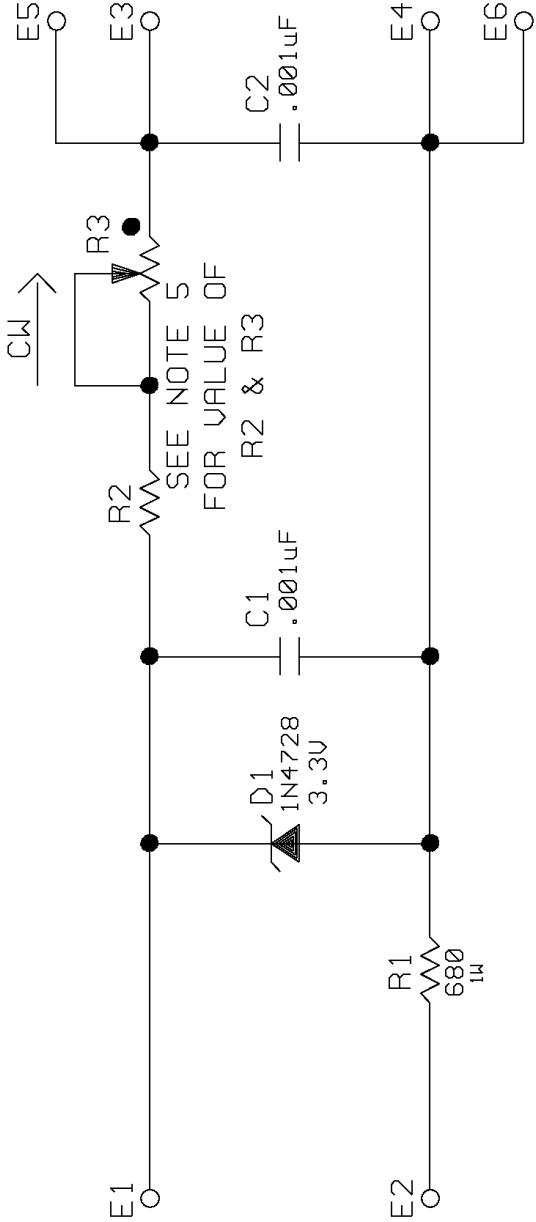 CW
R3
R2
SEE NOTE 5
FOR VALUE OF
R2 & R3
E5
E3
E4
E6
C2
.001uF
C1
.001uF
D1
1N4728
3.3V
R1
680
1W
E1
E2